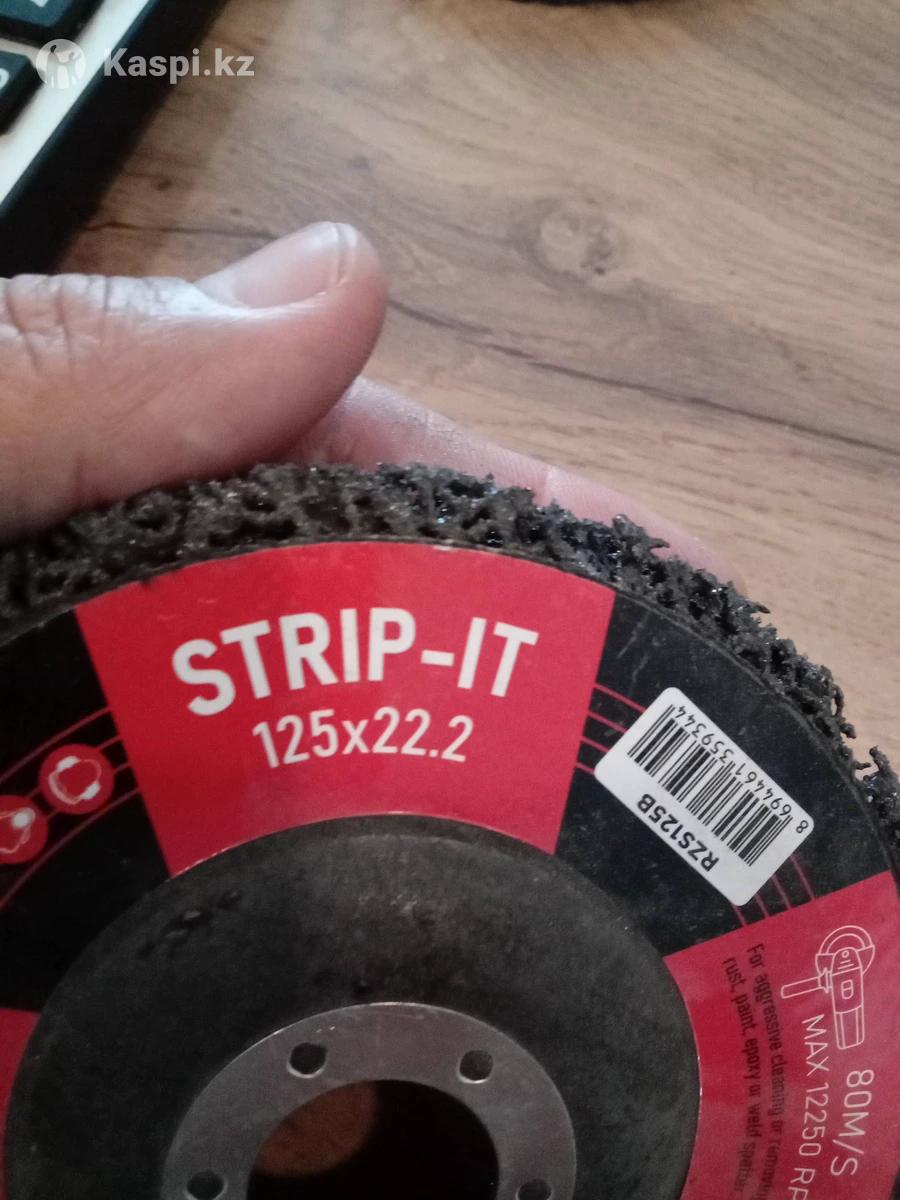 Kaspi.kz
STRIP-IT
125x22.2
RZS125B
8 694461 359344
For aggressive cleaning or
rust, paint, epoxy or weld
80M/S
MAX 12250